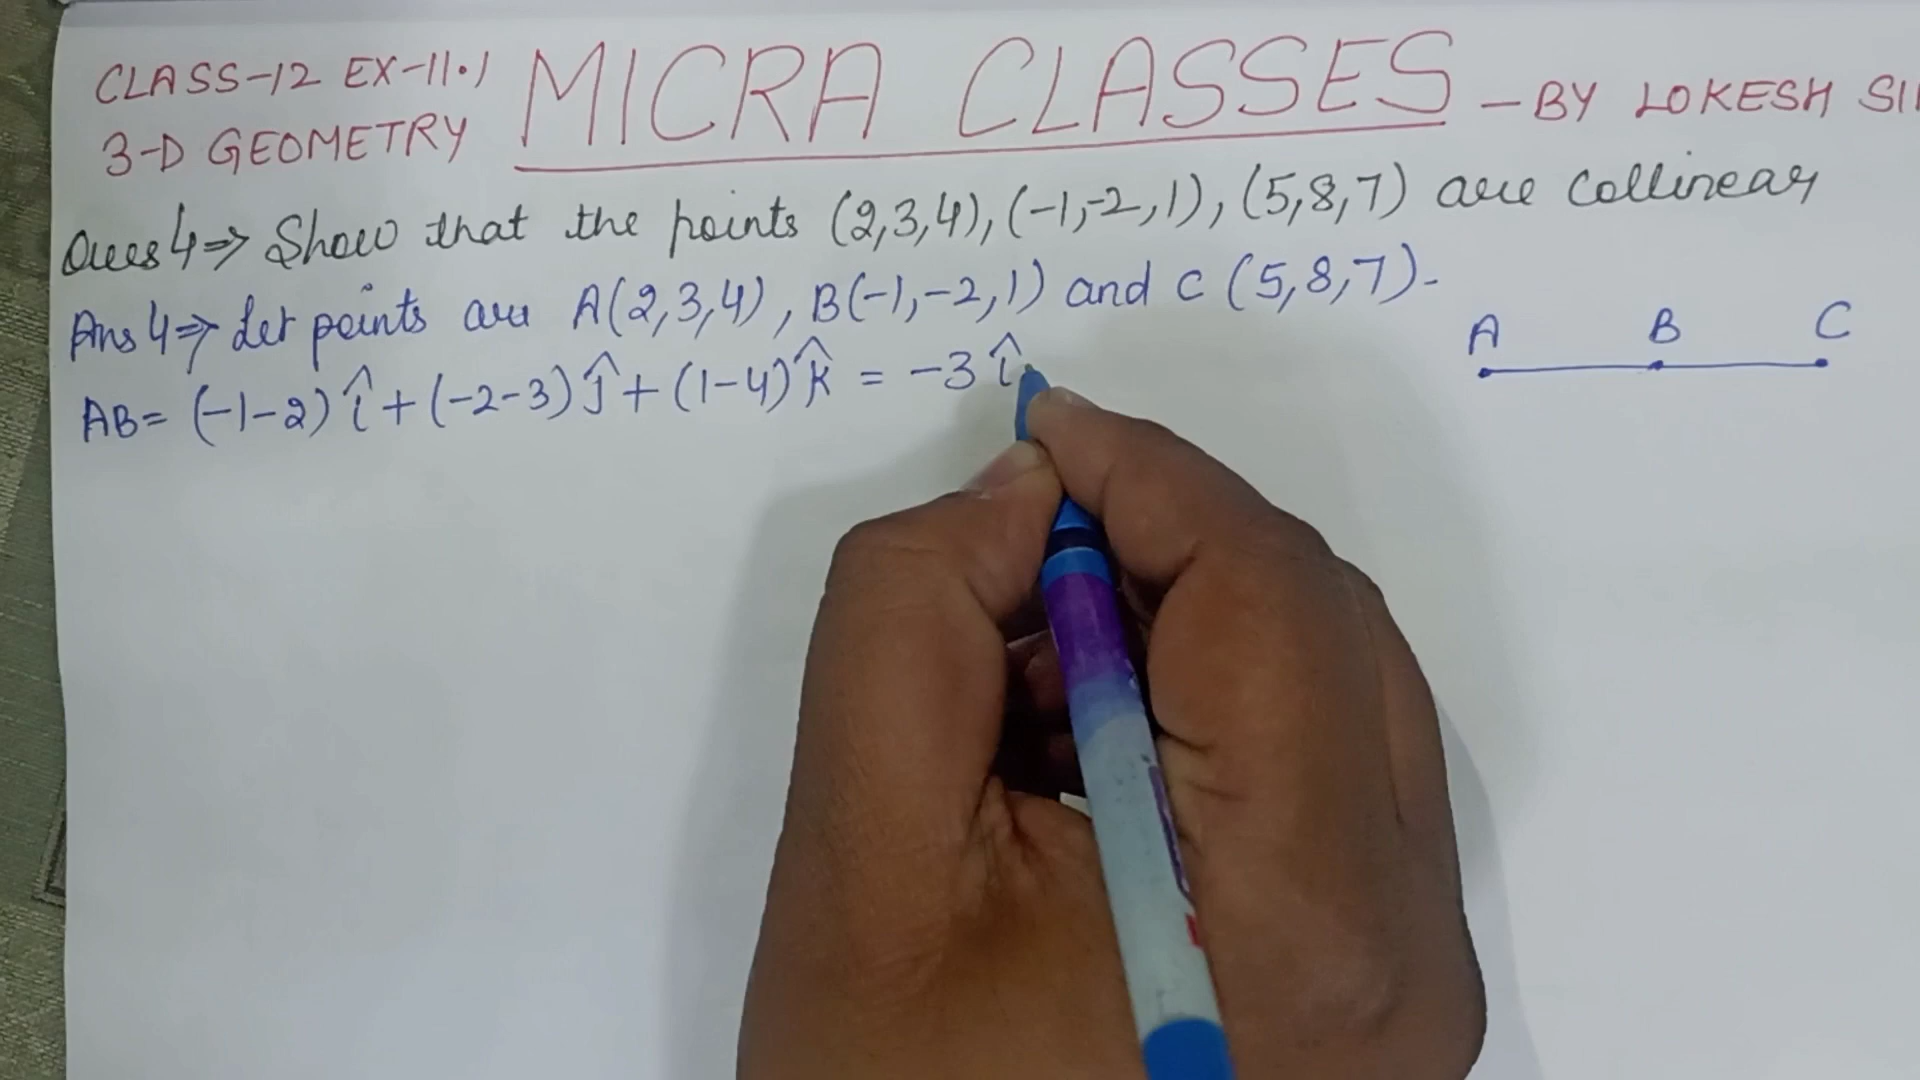 CLASS-12 EX-11.1
3-D GEOMETRY
MICRA CLASSES
- BY LOKESH
Ques 4⇒ Show that the points (2,3,4), (-1,-2,1), (5,8,7) are Collinear
Ans 4⇒ Let points are A(2,3,4), B(-1,-2,1) and C (5,8,7).
A B C
AB= (-1-2) î + (-2-3) ĵ + (1-4) k̂ = -3 î